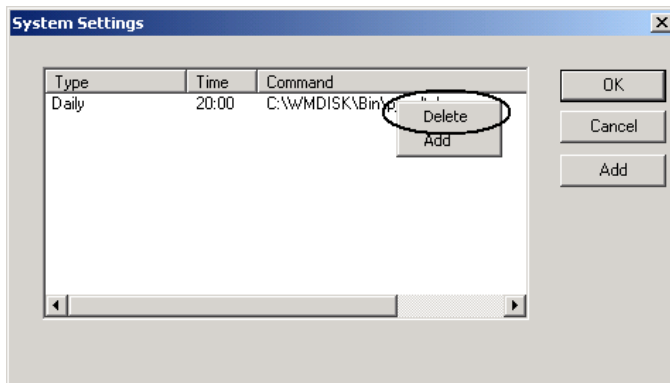 System Settings
Type Time Command
Daily 20:00 C:\WMDISK\Bin\p
Delete
Add
OK
Cancel
Add